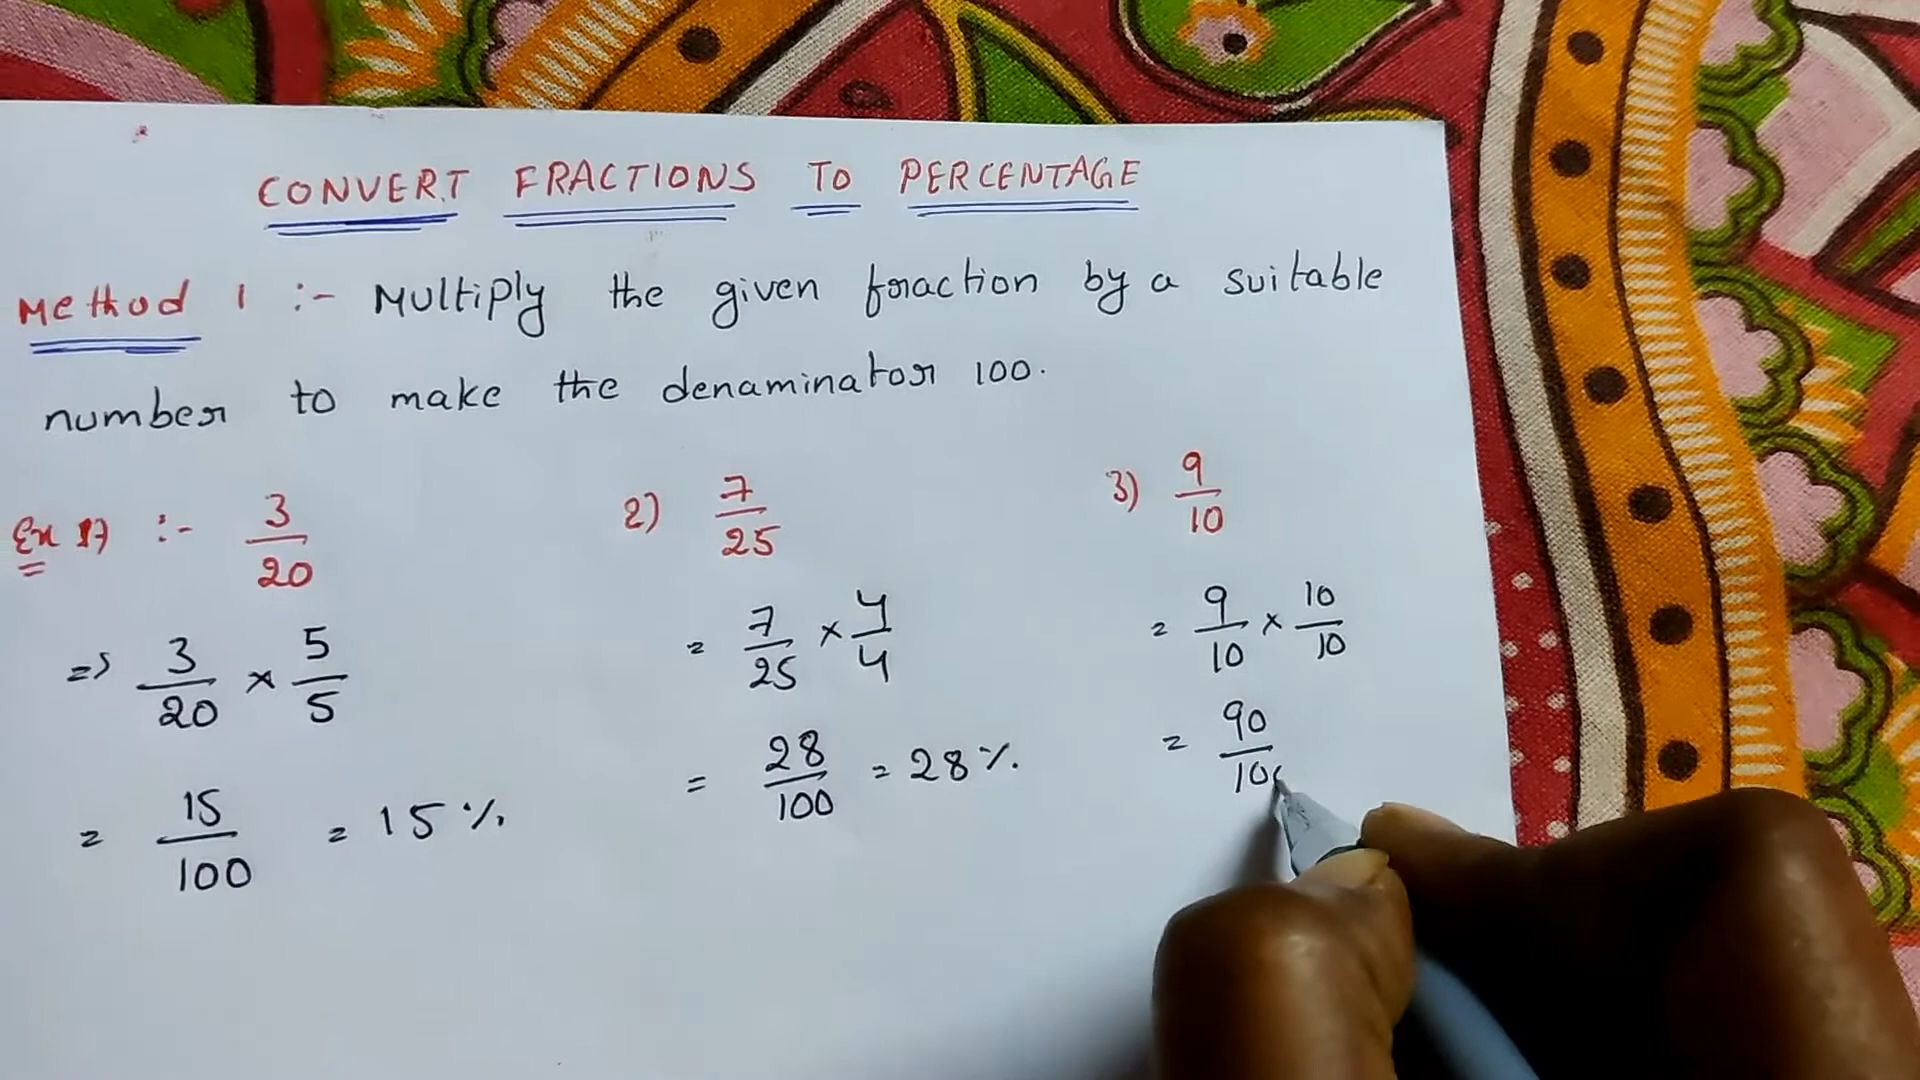 CONVERT FRACTIONS TO PERCENTAGE
Method 1 :- Multiply the given fraction by a suitable
number to make the denaminator 100.
Ex 1) :- 3/20
=> 3/20 × 5/5
= 15/100 = 15%
2) 7/25
= 7/25 × 4/4
= 28/100 = 28%
3) 9/10
= 9/10 × 10/10
= 90/100